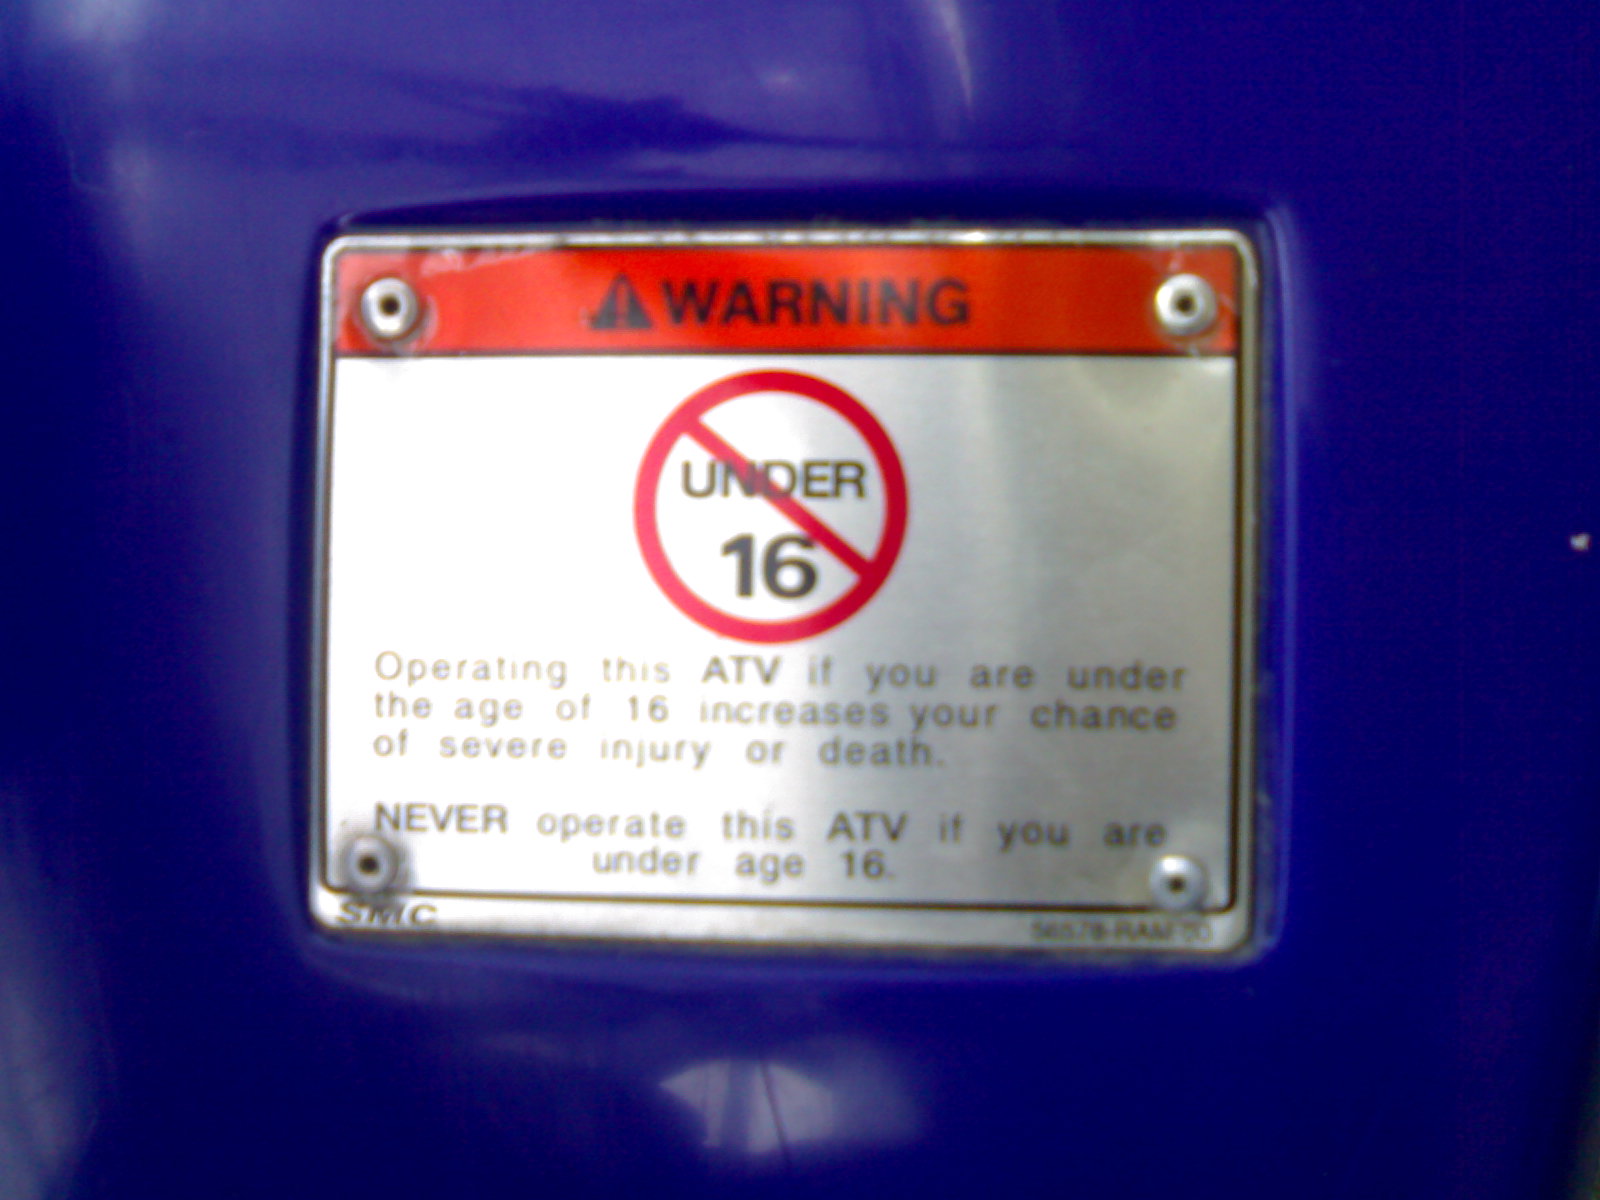 WARNING
UNDER
16
Operating this ATV if you are under
the age of 16 increases your chance
of severe injury or death.
NEVER operate this ATV if you are
under age 16.
SMC